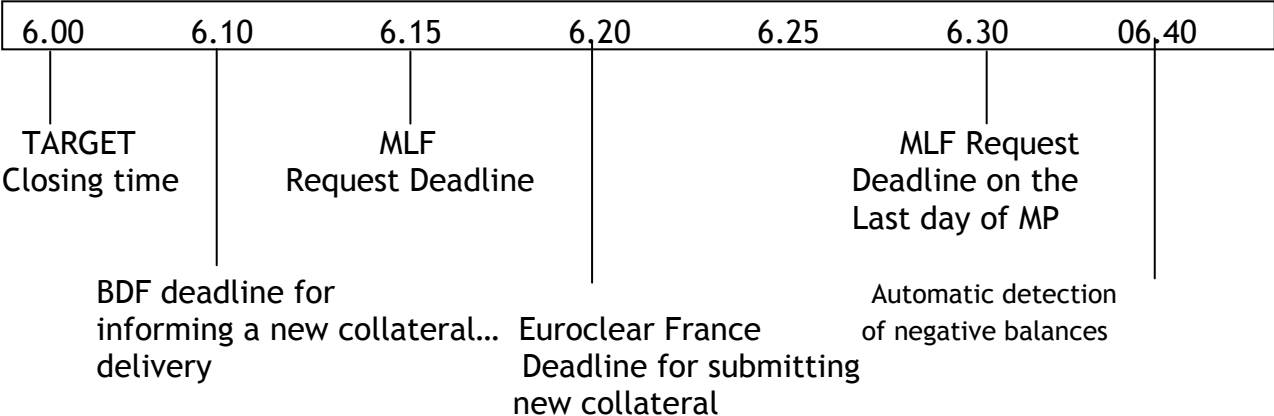 6.00 6.10 6.15 6.20 6.25 6.30 06.40
TARGET
Closing time
MLF
Request Deadline
MLF Request
Deadline on the
Last day of MP
BDF deadline for
informing a new collateral…
delivery
Euroclear France
Deadline for submitting
new collateral
Automatic detection
of negative balances